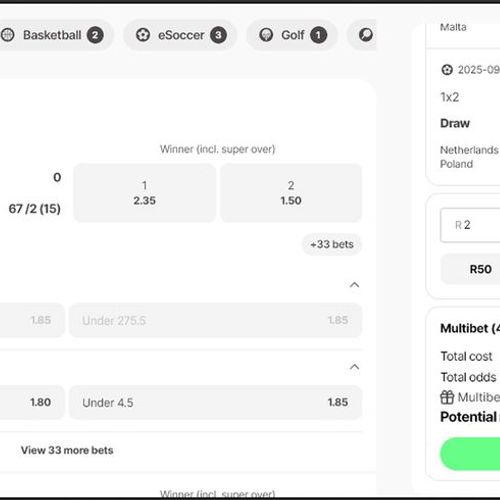 Basketball 2 eSoccer 3 Golf 1
Winner (incl. super over)
0
67 /2 (15)
1
2.35
2
1.50
+33 bets
1.85 Under 275.5 1.85
1.80 Under 4.5 1.85
View 33 more bets
Winner (incl. super over)
Malta
2025-09
1x2
Draw
Netherlands
Poland
R 2
R50
Multibet (4
Total cost
Total odds
Multibe
Potential